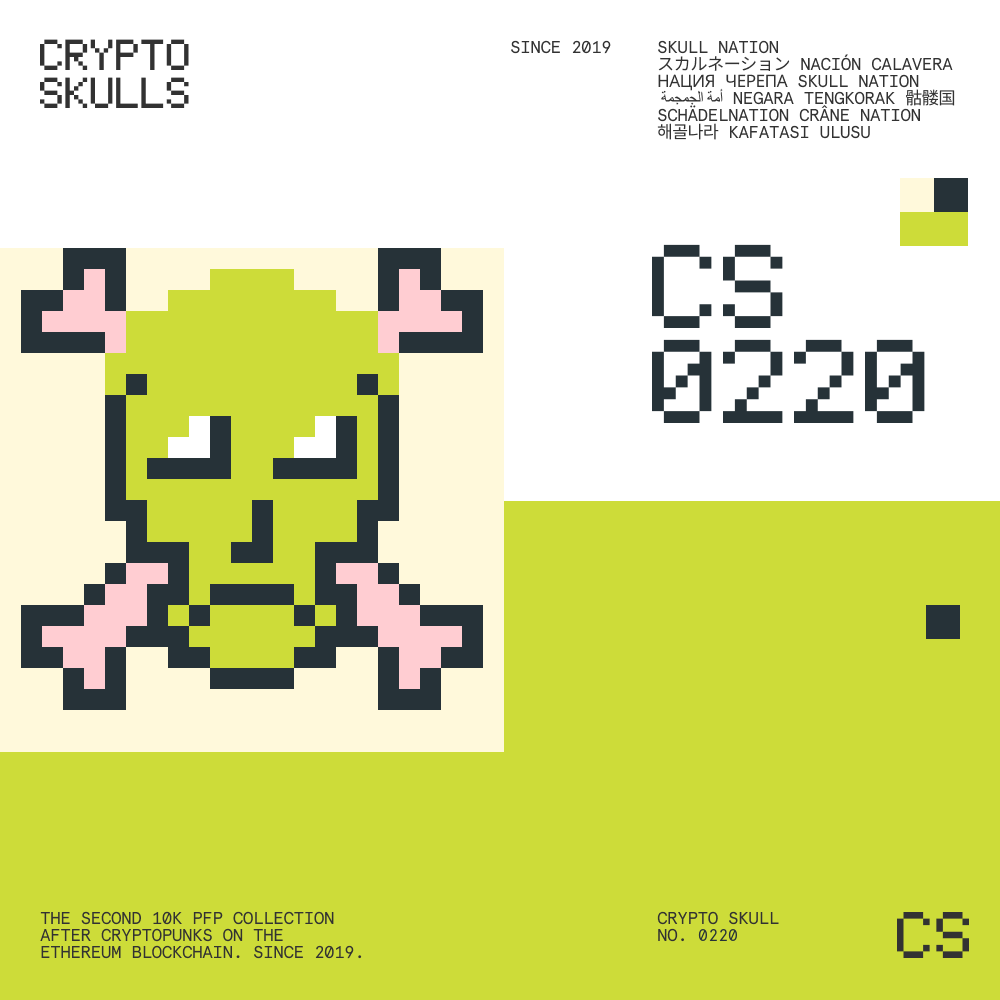 CRYPTO
SKULLS
SINCE 2019
SKULL NATION
スカルネーション NACIÓN CALAVERA
НАЦИЯ ЧЕРЕПА SKULL NATION
أمة الجمجمة NEGARA TENGKORAK 骷髅国
SCHÄDELNATION CRÂNE NATION
해골나라 KAFATASI ULUSU
CS
0220
THE SECOND 10K PFP COLLECTION
AFTER CRYPTOPUNKS ON THE
ETHEREUM BLOCKCHAIN. SINCE 2019.
CRYPTO SKULL
NO. 0220
CS